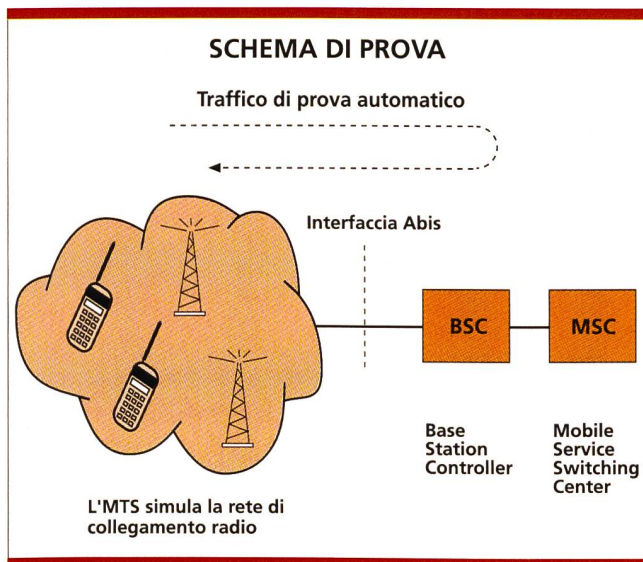 SCHEMA DI PROVA
Traffico di prova automatico
Interfaccia Abis
BSC
MSC
Base
Station
Controller
Mobile
Service
Switching
Center
L'MTS simula la rete di
collegamento radio